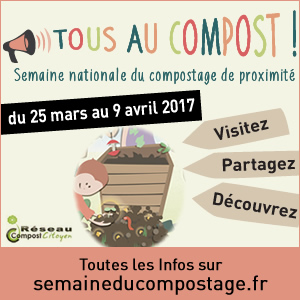 TOUS AU COMPOST !
Semaine nationale du compostage de proximité
du 25 mars au 9 avril 2017
Visitez
Partagez
Découvrez
Réseau
Compost Citoyen
Toutes les Infos sur
semaineducompostage.fr